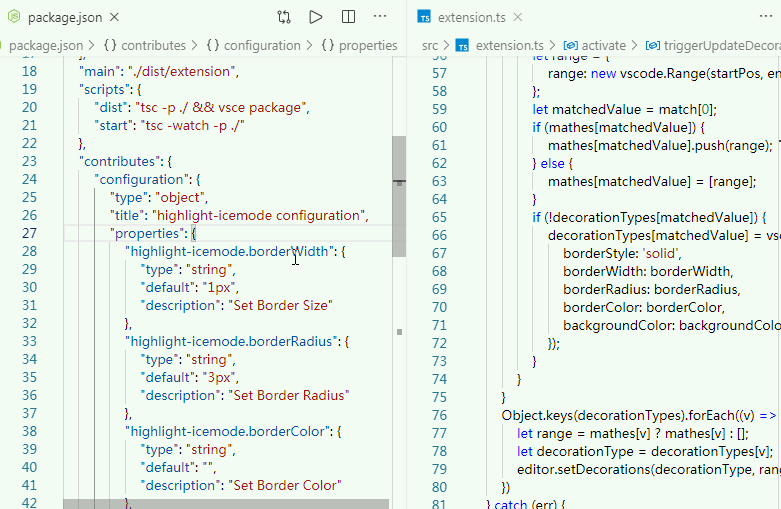 package.json
package.json > {} contributes > {} configuration > {} properties
18 "main": "./dist/extension",
19 "scripts": {
20 "dist": "tsc -p ./ && vsce package",
21 "start": "tsc -watch -p ./"
22 },
23 "contributes": {
24 "configuration": {
25 "type": "object",
26 "title": "highlight-icemode configuration",
27 "properties": {
28 "highlight-icemode.borderWidth": {
29 "type": "string",
30 "default": "1px",
31 "description": "Set Border Size"
32 },
33 "highlight-icemode.borderRadius": {
34 "type": "string",
35 "default": "3px",
36 "description": "Set Border Radius"
37 },
38 "highlight-icemode.borderColor": {
39 "type": "string",
40 "default": "",
41 "description": "Set Border Color"
42 },
TS extension.ts
src > TS extension.ts > activate > triggerUpdateDecora
56 let range = {
57 range: new vscode.Range(startPos, en
58 };
59 let matchedValue = match[0];
60 if (mathes[matchedValue]) {
61 mathes[matchedValue].push(range);
62 } else {
63 mathes[matchedValue] = [range];
64 }
65 if (!decorationTypes[matchedValue]) {
66 decorationTypes[matchedValue] = vsc
67 borderStyle: 'solid',
68 borderWidth: borderWidth,
69 borderRadius: borderRadius,
70 borderColor: borderColor,
71 backgroundColor: backgroundColo
72 });
73 }
74 }
75 }
76 Object.keys(decorationTypes).forEach((v) =>
77 let range = mathes[v] ? mathes[v] : [];
78 let decorationType = decorationTypes[v];
79 editor.setDecorations(decorationType, rang
80 })
81 } catch (err) {